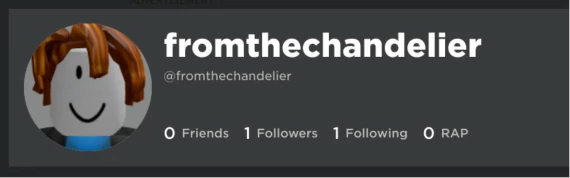 fromthechandelier
@fromthechandelier
0 Friends 1 Followers 1 Following 0 RAP